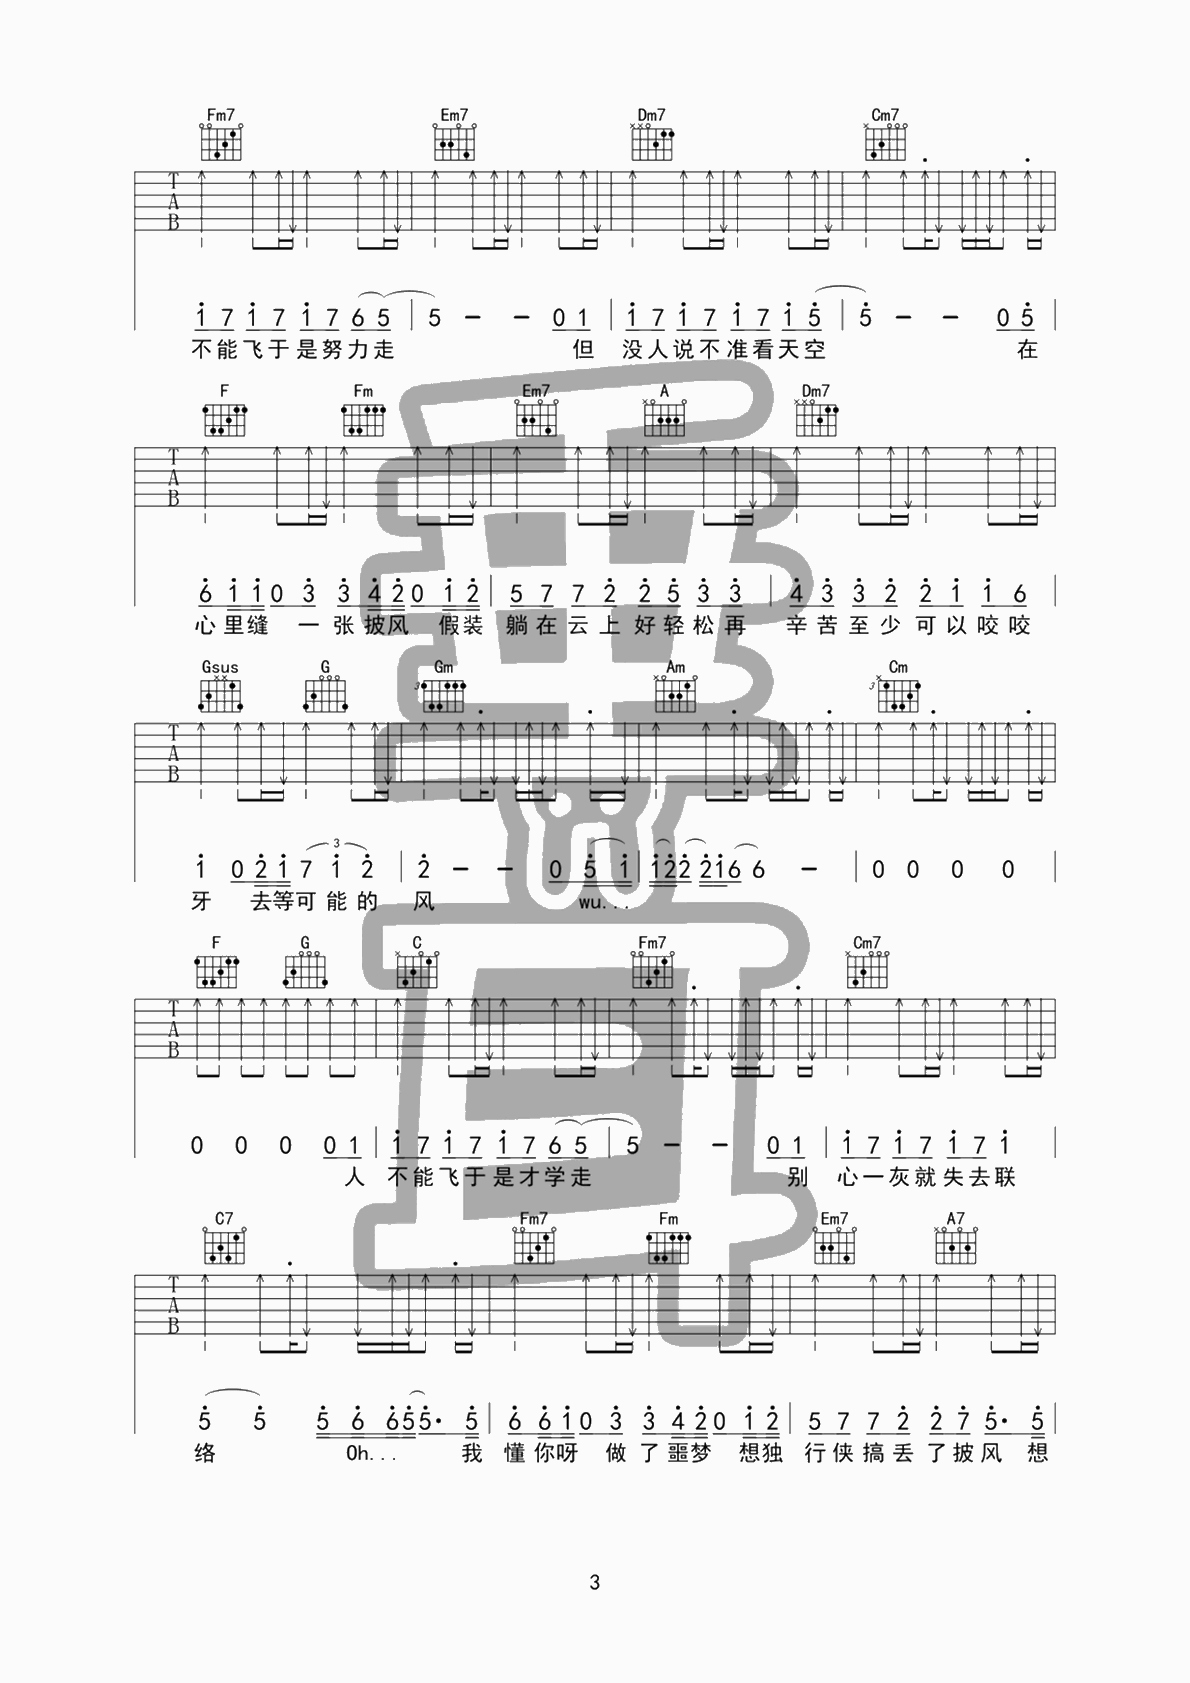 Fm7 Em7 Dm7 Cm7
T
A
B
1 7 1 7 1 7 6 5 | 5 – – 0 1 | 1 7 1 7 1 7 1 5 | 5 – – 0 5 |
不能飞于是努力走 但 没人说不准看天空 在
F Fm Em7 A Dm7
T
A
B
6 1 1 0 3 3 4 2 0 1 2 | 5 7 7 2 2 5 3 3 | 4 3 3 2 2 1 1 6
心里缝 一张披风 假装 躺在云上好轻松再 辛苦至少可以咬咬
Gsus G Gm Am Cm
3 3
T
A
B
3
1 0 2 1 7 1 2 | 2 – – 0 5 1 | 1 2 2 2 1 6 6 – | 0 0 0 0 |
牙 去等可能的 风 wu...
F G C Fm7 Cm7
T
A
B
0 0 0 0 1 | 1 7 1 7 1 7 6 5 | 5 – – 0 1 | 1 7 1 7 1 7 1 |
人 不能飞于是才学走 别 心一灰就失去联
C7 Fm7 Fm Em7 A7
T
A
B
5 5 5 6 6 5 5· 5 | 6 6 1 0 3 3 4 2 0 1 2 | 5 7 7 2 2 7 5· 5
络 Oh... 我 懂你呀 做了噩梦 想独 行侠搞丢了披风 想
3